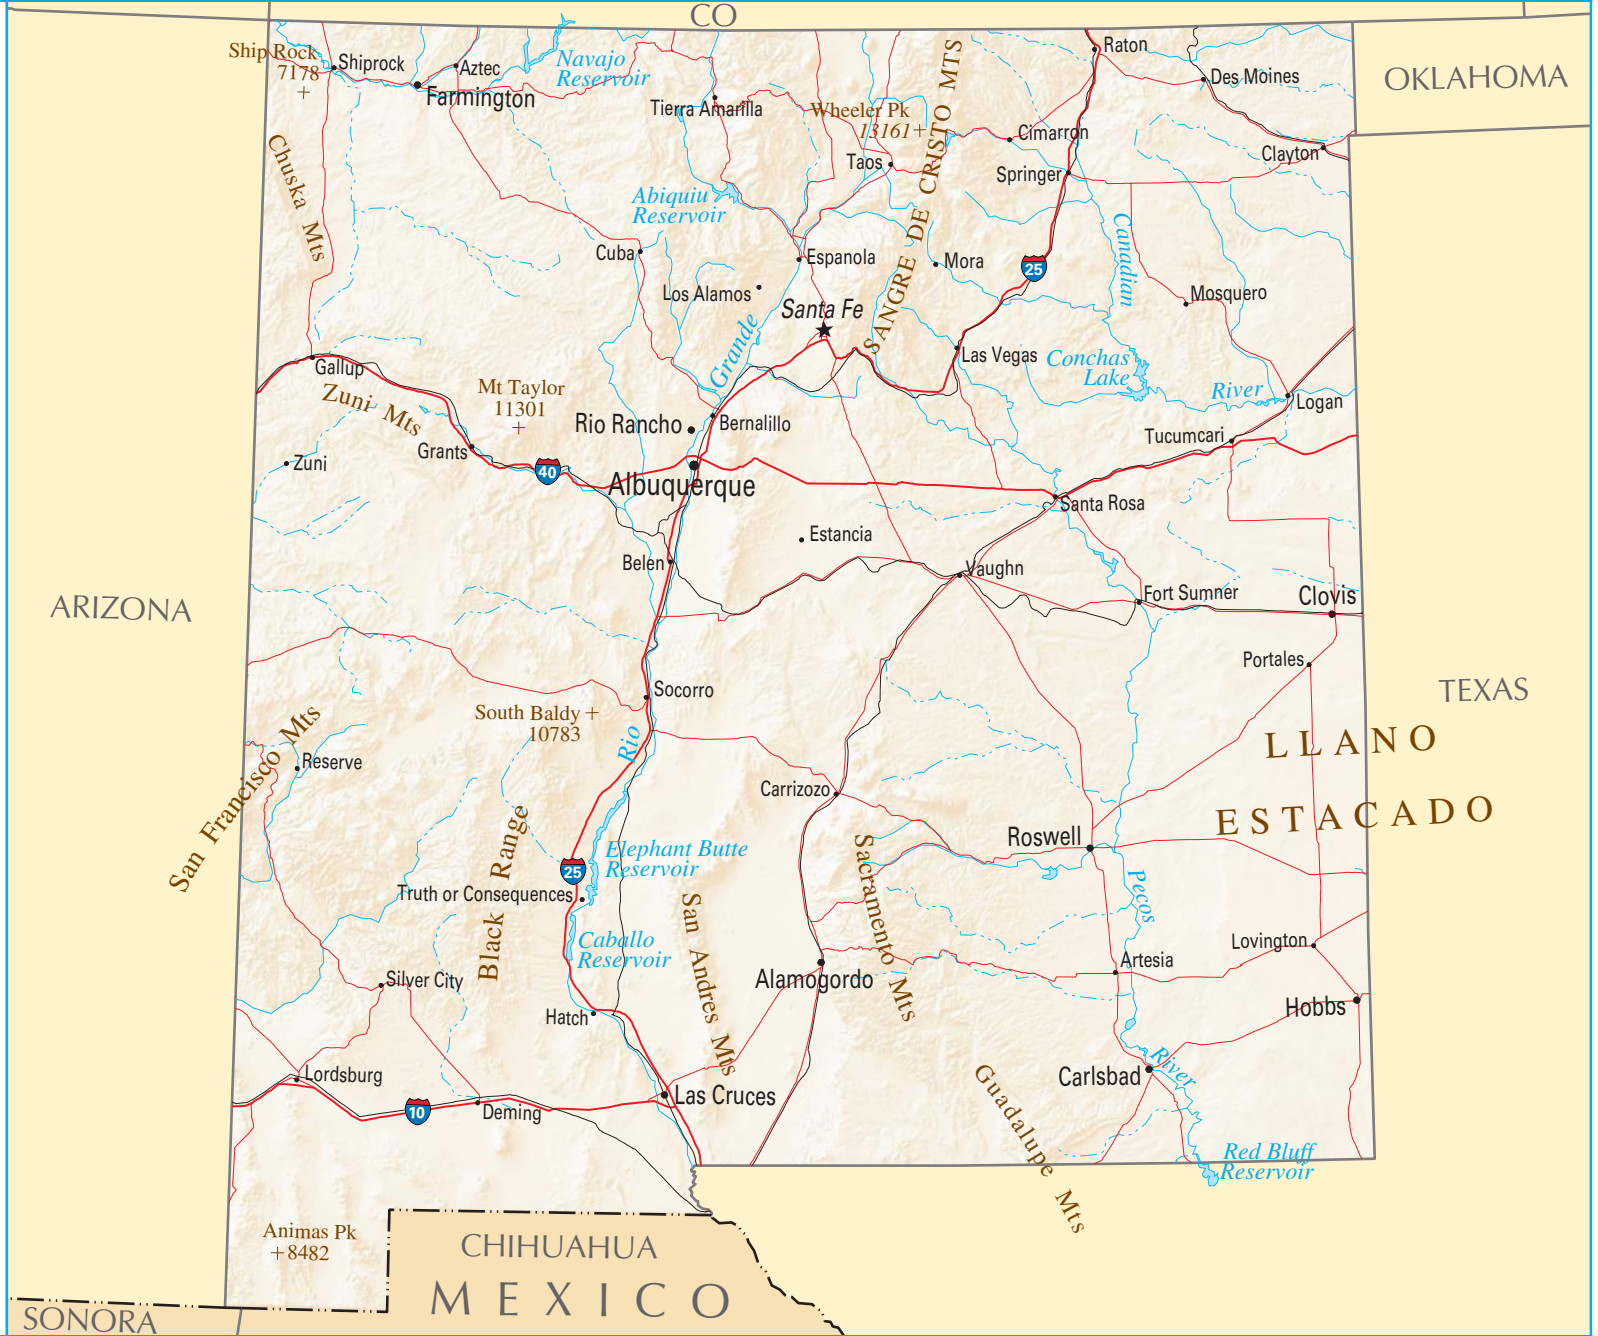 CO
OKLAHOMA
Raton
Ship Rock
7178
Shiprock
Aztec
Navajo
Reservoir
Des Moines
Farmington
Tierra Amarilla
Wheeler Pk
13161
SANGRE DE CRISTO MTS
Cimarron
Clayton
Taos
Springer
Chuska Mts
Abiquiu
Reservoir
Canadian
Cuba
Espanola
Mora
25
Los Alamos
Mosquero
Santa Fe
Grande
Las Vegas
Conchas
Lake
Gallup
River
Logan
Zuni Mts
Mt Taylor
11301
Rio Rancho
Bernalillo
Tucumcari
Grants
Zuni
40
Albuquerque
Santa Rosa
Estancia
Belen
Vaughn
Fort Sumner
Clovis
ARIZONA
Portales
Socorro
TEXAS
South Baldy
10783
Rio
San Francisco Mts
Reserve
LLANO
Carrizozo
ESTACADO
Roswell
Black Range
Elephant Butte
Reservoir
25
Truth or Consequences
San Andres Mts
Sacramento Mts
Pecos
Caballo
Reservoir
Lovington
Artesia
Silver City
Alamogordo
Hobbs
Hatch
Lordsburg
River
Carlsbad
Las Cruces
10
Deming
Guadalupe Mts
Red Bluff
Reservoir
Animas Pk
8482
CHIHUAHUA
MEXICO
SONORA